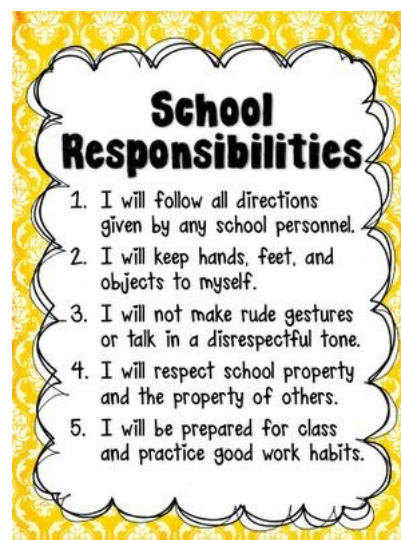 School
Responsibilities
1. I will follow all directions
given by any school personnel.
2. I will keep hands, feet, and
objects to myself.
3. I will not make rude gestures
or talk in a disrespectful tone.
4. I will respect school property
and the property of others.
5. I will be prepared for class
and practice good work habits.